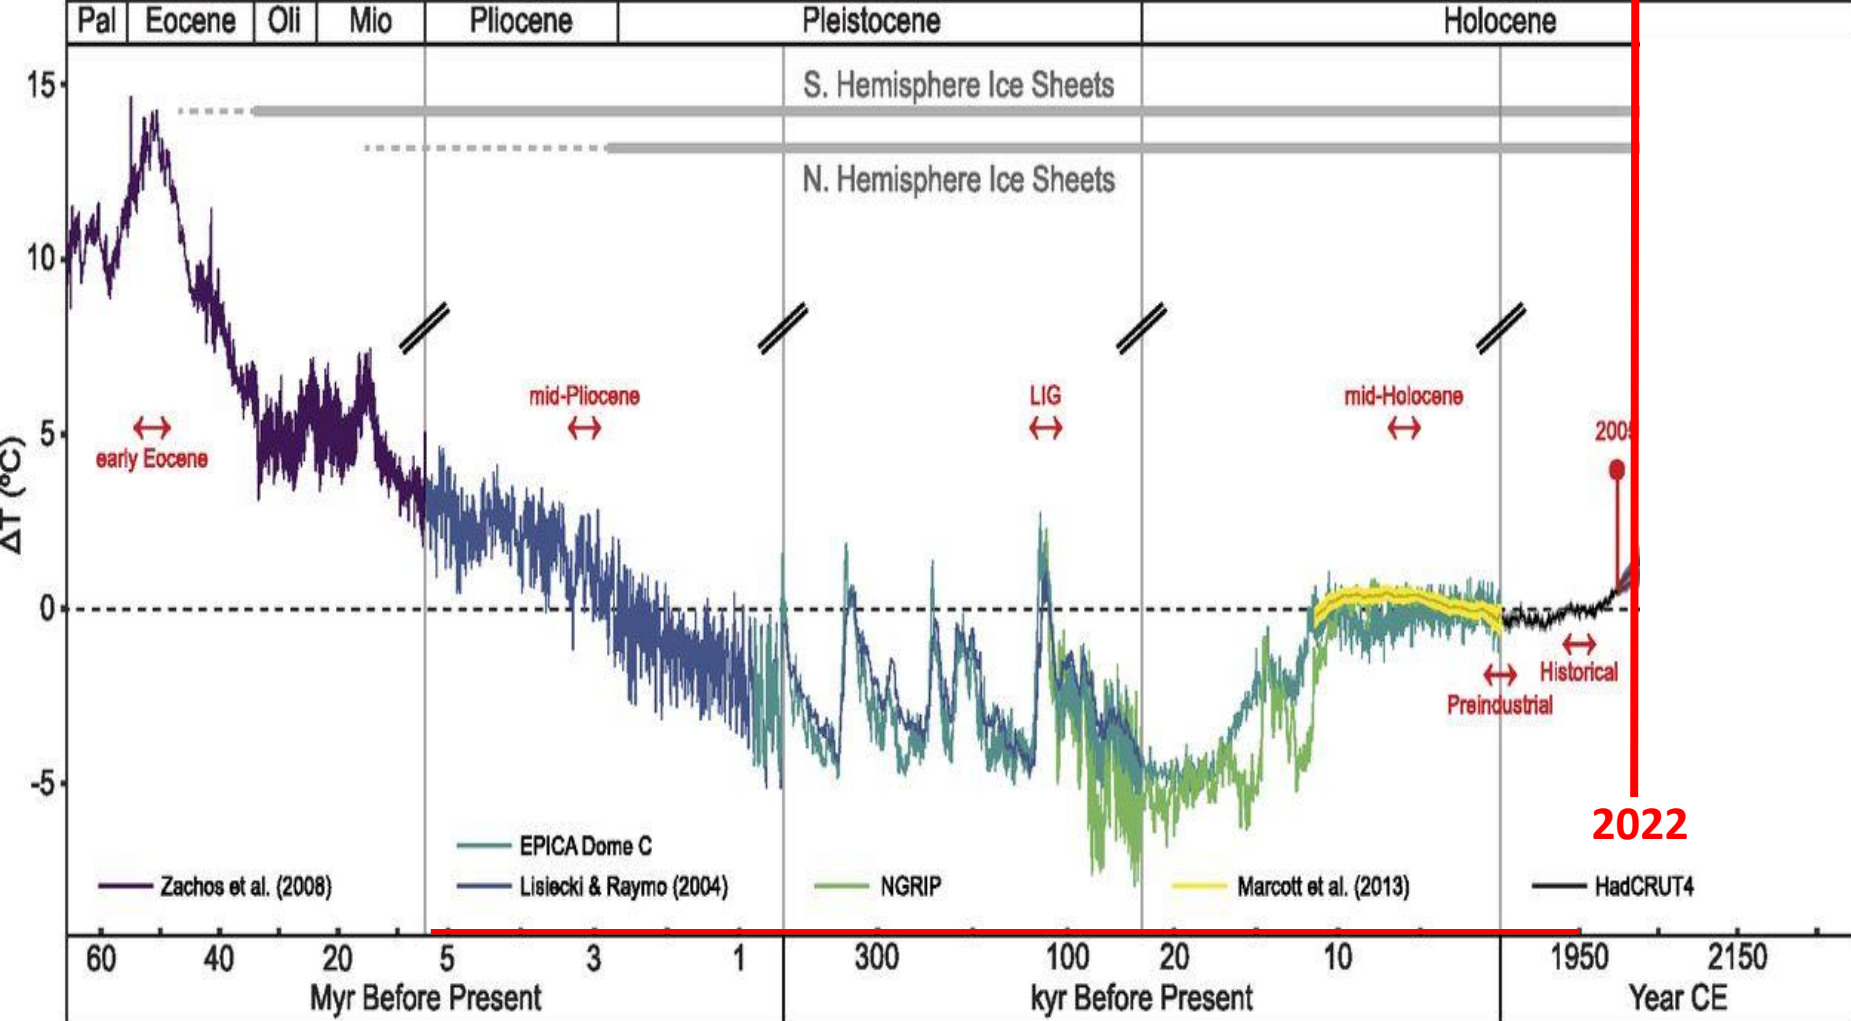 Pal Eocene Oli Mio Pliocene Pleistocene Holocene
15
S. Hemisphere Ice Sheets
N. Hemisphere Ice Sheets
10
mid-Pliocene LIG mid-Holocene
5
early Eocene
2005
ΔT (°C)
0
Historical
Preindustrial
-5
2022
EPICA Dome C
Zachos et al. (2008) Lisiecki & Raymo (2004) NGRIP Marcott et al. (2013) HadCRUT4
60 40 20 5 3 1 300 100 20 10 1950 2150
Myr Before Present kyr Before Present Year CE